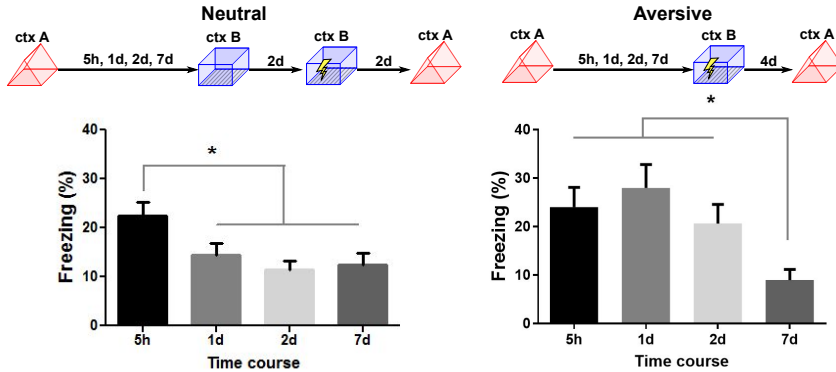 Neutral
ctx A
5h, 1d, 2d, 7d
ctx B
2d
2d
ctx A
Aversive
ctx A
5h, 1d, 2d, 7d
ctx B
4d
ctx A
Freezing (%)
40
30
20
10
0
*
5h 1d 2d 7d
Time course
Freezing (%)
40
30
20
10
0
*
5h 1d 2d 7d
Time course